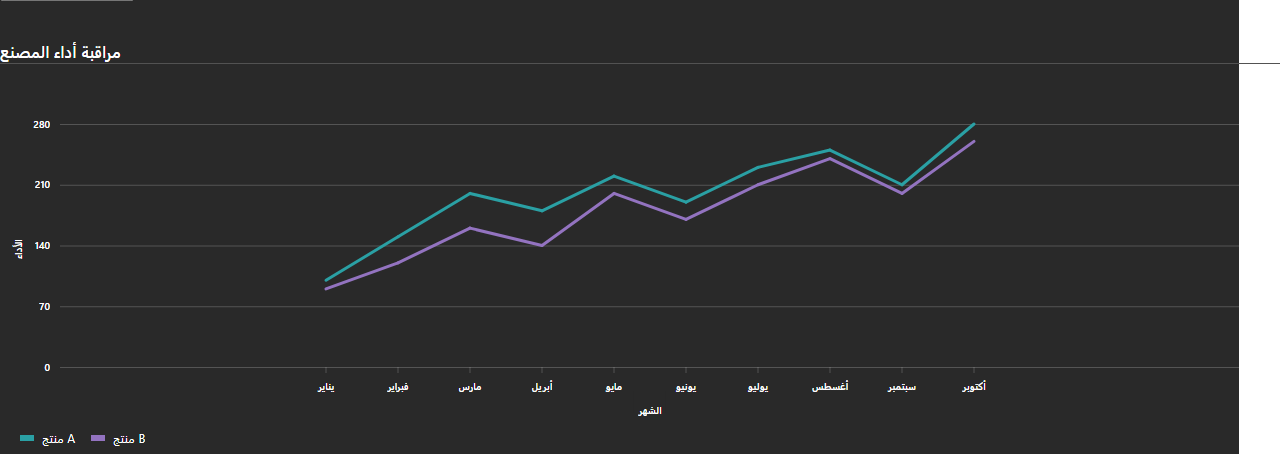 مراقبة أداء المصنع
280
210
140
70
0
الأداء
يناير فبراير مارس أبريل مايو يونيو يوليو أغسطس سبتمبر أكتوبر
الشهر
منتج A منتج B